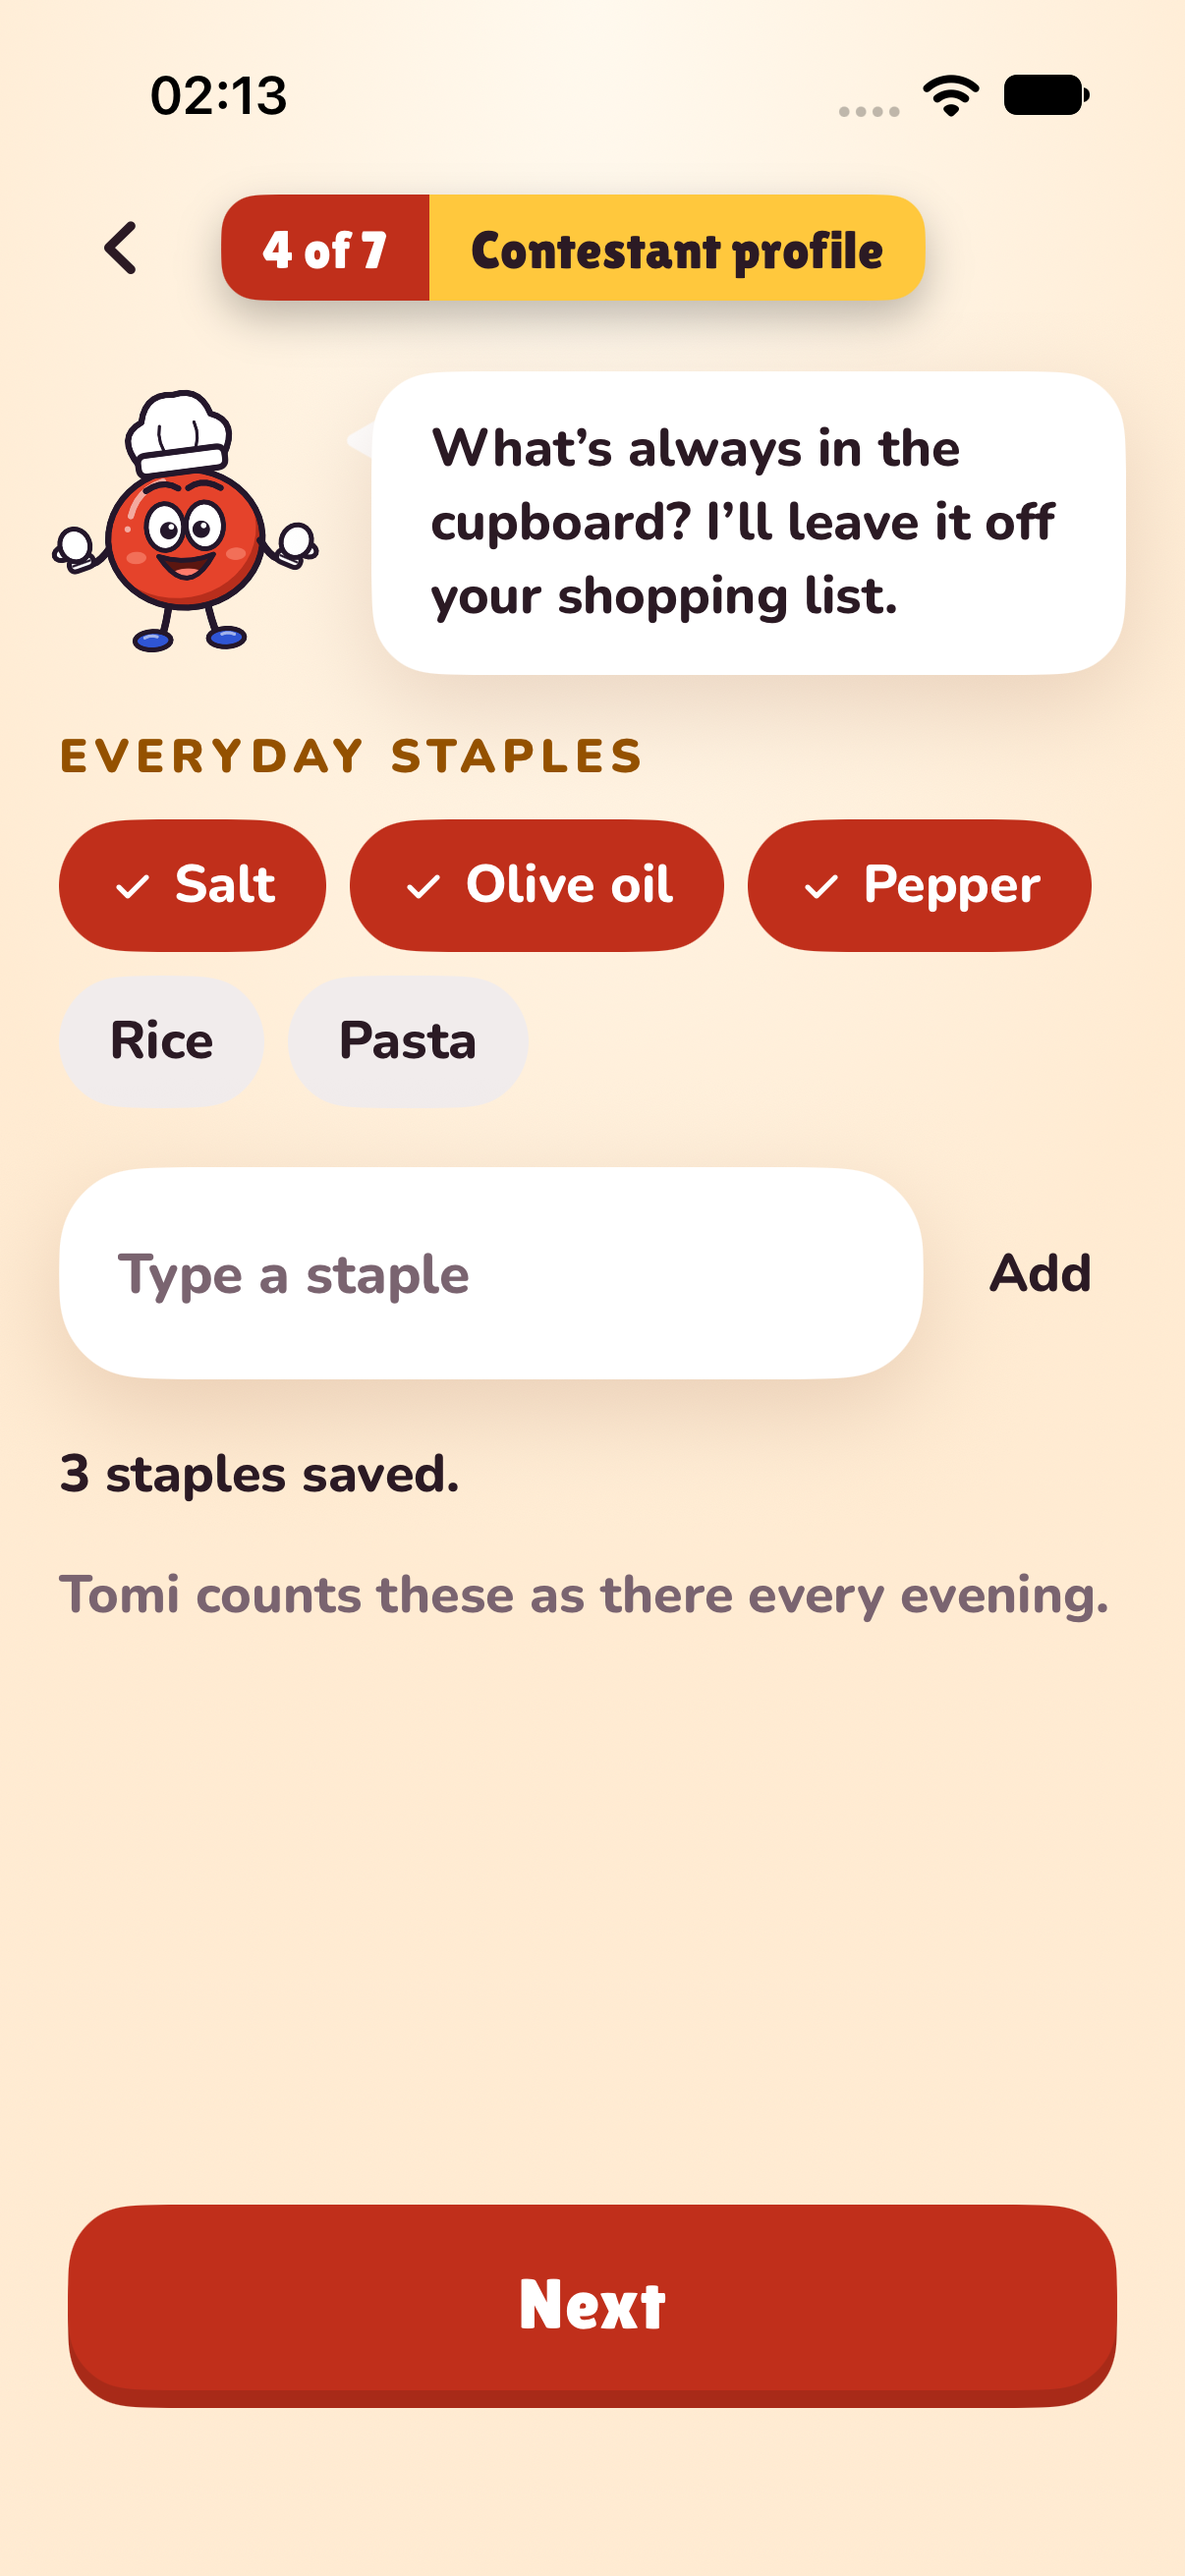 02:13
4 of 7
Contestant profile
What’s always in the
cupboard? I’ll leave it off
your shopping list.
EVERYDAY STAPLES
Salt
Olive oil
Pepper
Rice
Pasta
Type a staple
Add
3 staples saved.
Tomi counts these as there every evening.
Next